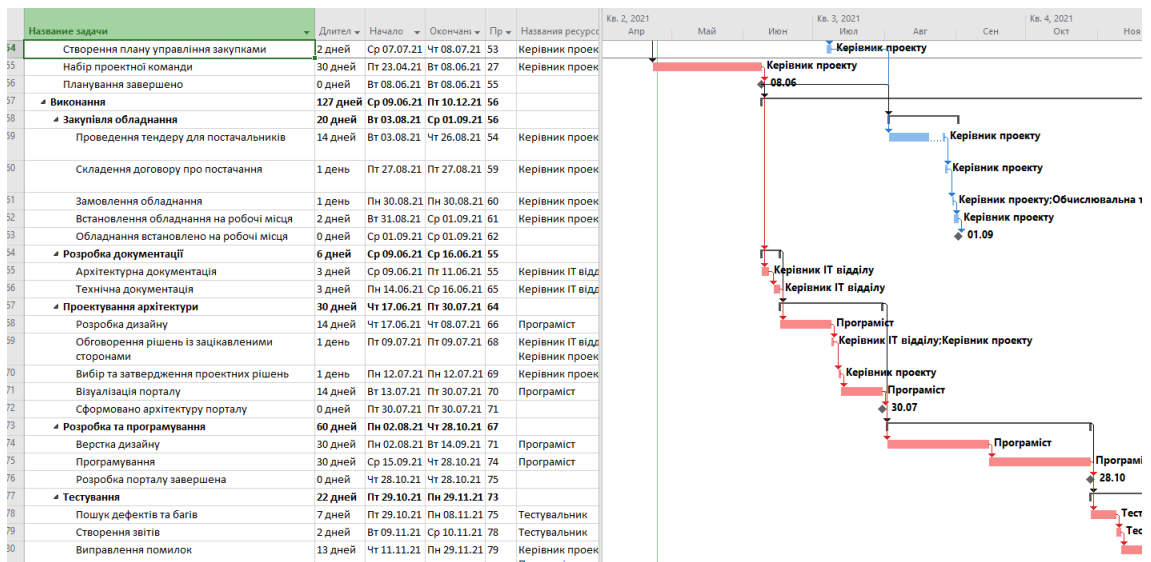 Кв. 2, 2021 Кв. 3, 2021 Кв. 4, 2021
Название задачи Длител Начало Окончани Пр Названия ресурсо Апр Май Июн Июл Авг Сен Окт Ноя
54 Створення плану управління закупками 2 дней Ср 07.07.21 Чт 08.07.21 53 Керівник проек Керівник проекту
55 Набір проектної команди 30 дней Пт 23.04.21 Вт 08.06.21 27 Керівник проек Керівник проекту
56 Планування завершено 0 дней Вт 08.06.21 Вт 08.06.21 55 08.06
57 Виконання 127 дней Ср 09.06.21 Пт 10.12.21 56
58 Закупівля обладнання 20 дней Вт 03.08.21 Ср 01.09.21 56
59 Проведення тендеру для постачальників 14 дней Вт 03.08.21 Чт 26.08.21 54 Керівник проек Керівник проекту
60 Складення договору про постачання 1 день Пт 27.08.21 Пт 27.08.21 59 Керівник проек Керівник проекту
61 Замовлення обладнання 1 день Пн 30.08.21 Пн 30.08.21 60 Керівник проек Керівник проекту;Обчислювальна т
62 Встановлення обладнання на робочі місця 2 дней Вт 31.08.21 Ср 01.09.21 61 Керівник проек Керівник проекту
63 Обладнання встановлено на робочі місця 0 дней Ср 01.09.21 Ср 01.09.21 62 01.09
64 Розробка документації 6 дней Ср 09.06.21 Ср 16.06.21 55
65 Архітектурна документація 3 дней Ср 09.06.21 Пт 11.06.21 55 Керівник ІТ відд Керівник ІТ відділу
66 Технічна документація 3 дней Пн 14.06.21 Ср 16.06.21 65 Керівник ІТ відд Керівник ІТ відділу
67 Проектування архітектури 30 дней Чт 17.06.21 Пт 30.07.21 64
68 Розробка дизайну 14 дней Чт 17.06.21 Чт 08.07.21 66 Програміст Програміст
69 Обговорення рішень із зацікавленими 1 день Пт 09.07.21 Пт 09.07.21 68 Керівник ІТ відд Керівник ІТ відділу;Керівник проекту
сторонами Керівник проек
70 Вибір та затвердження проектних рішень 1 день Пн 12.07.21 Пн 12.07.21 69 Керівник проек Керівник проекту
71 Візуалізація порталу 14 дней Вт 13.07.21 Пт 30.07.21 70 Програміст Програміст
72 Сформовано архітектуру порталу 0 дней Пт 30.07.21 Пт 30.07.21 71 30.07
73 Розробка та програмування 60 дней Пн 02.08.21 Чт 28.10.21 67
74 Верстка дизайну 30 дней Пн 02.08.21 Вт 14.09.21 71 Програміст Програміст
75 Програмування 30 дней Ср 15.09.21 Чт 28.10.21 74 Програміст Програмі
76 Розробка порталу завершена 0 дней Чт 28.10.21 Чт 28.10.21 75 28.10
77 Тестування 22 дней Пт 29.10.21 Пн 29.11.21 73
78 Пошук дефектів та багів 7 дней Пт 29.10.21 Пн 08.11.21 75 Тестувальник Тест
79 Створення звітів 2 дней Вт 09.11.21 Ср 10.11.21 78 Тестувальник Тес
80 Виправлення помилок 13 дней Чт 11.11.21 Пн 29.11.21 79 Керівник проек